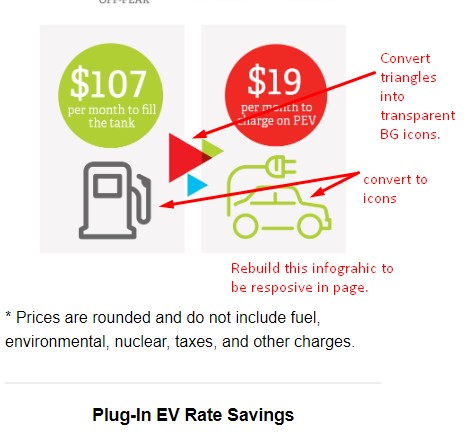 OFF-PEAK
$107
per month to fill
the tank
$19
per month to
charge on PEV
Convert
triangles
into
transparent
BG icons.
convert to
icons
Rebuild this infograhic to
be resposive in page.
* Prices are rounded and do not include fuel,
environmental, nuclear, taxes, and other charges.
Plug-In EV Rate Savings